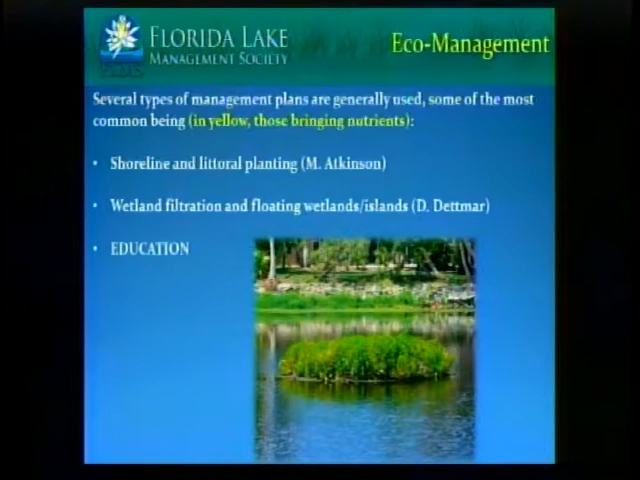 FLORIDA LAKE
MANAGEMENT SOCIETY
Eco-Management
Several types of management plans are generally used, some of the most
common being (in yellow, those bringing nutrients):
• Shoreline and littoral planting (M. Atkinson)
• Wetland filtration and floating wetlands/islands (D. Dettmar)
• EDUCATION